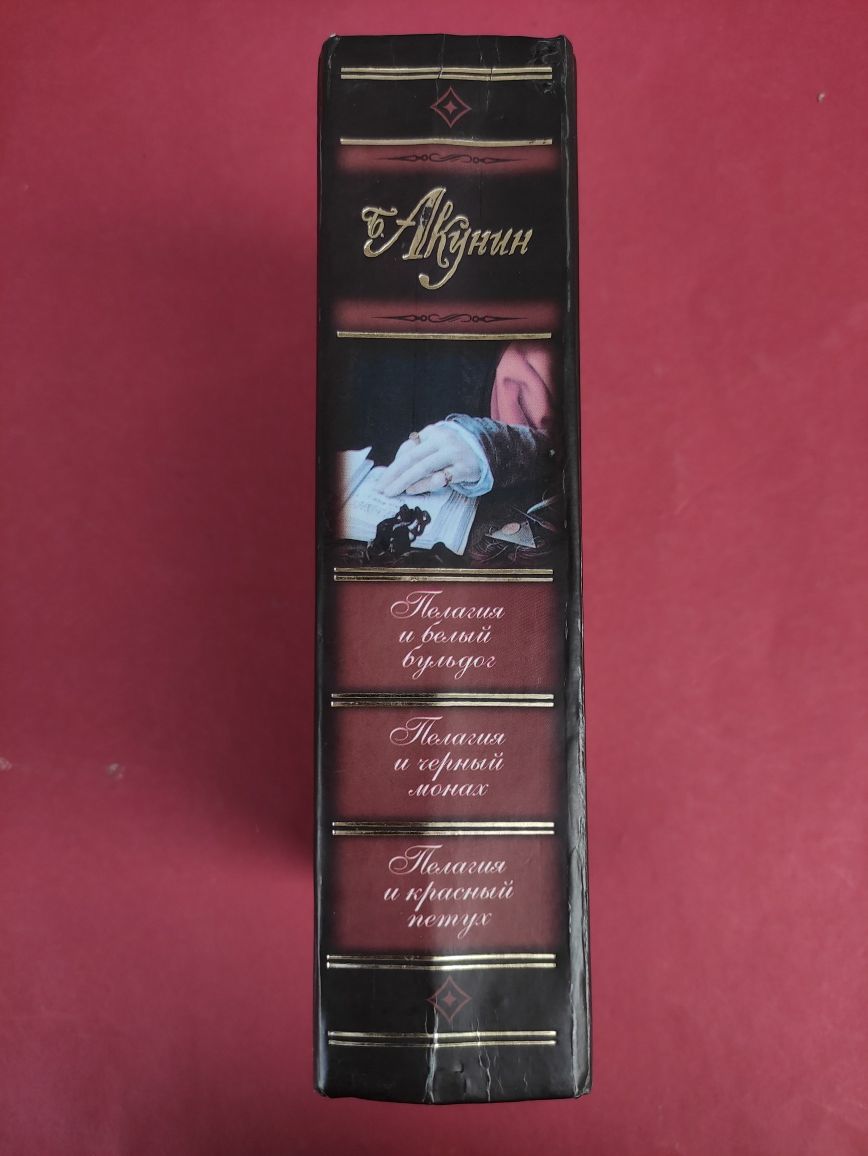 Б. Акунин
Пелагия
и белый
бульдог
Пелагия
и черный
монах
Пелагия
и красный
петух